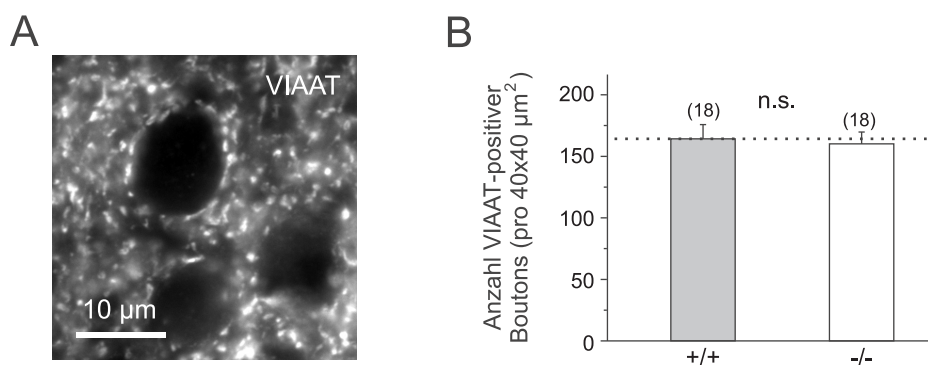 A
VIAAT
10 µm
B
Anzahl VIAAT-positiver
Boutons (pro 40x40 µm²)
200
150
100
50
0
(18)
n.s.
(18)
+/+
-/-